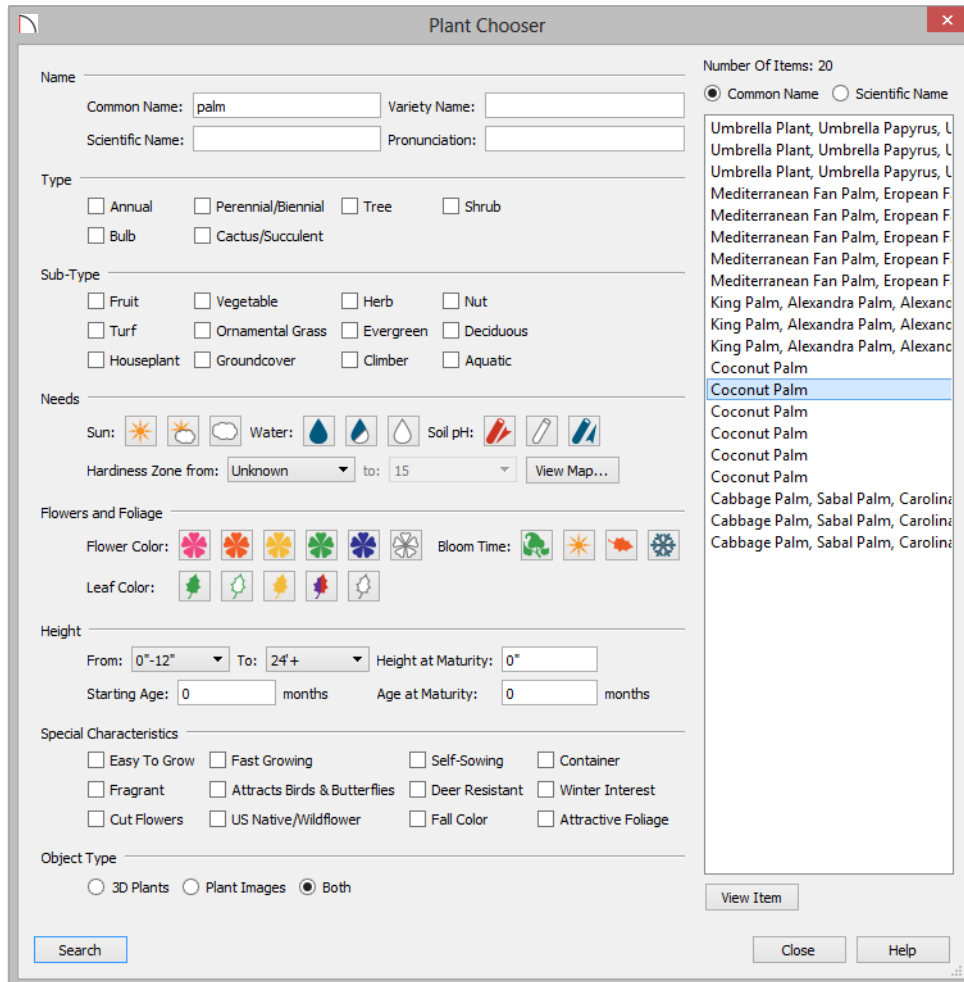 Plant Chooser
Name
Common Name: palm Variety Name:
Scientific Name: Pronunciation:
Type
Annual Perennial/Biennial Tree Shrub
Bulb Cactus/Succulent
Sub-Type
Fruit Vegetable Herb Nut
Turf Ornamental Grass Evergreen Deciduous
Houseplant Groundcover Climber Aquatic
Needs
Sun: Water: Soil pH:
Hardiness Zone from: Unknown to: 15 View Map...
Flowers and Foliage
Flower Color: Bloom Time:
Leaf Color:
Height
From: 0"-12" To: 24'+ Height at Maturity: 0"
Starting Age: 0 months Age at Maturity: 0 months
Special Characteristics
Easy To Grow Fast Growing Self-Sowing Container
Fragrant Attracts Birds & Butterflies Deer Resistant Winter Interest
Cut Flowers US Native/Wildflower Fall Color Attractive Foliage
Object Type
3D Plants Plant Images Both
Search
Number Of Items: 20
Common Name Scientific Name
Umbrella Plant, Umbrella Papyrus, U
Umbrella Plant, Umbrella Papyrus, U
Umbrella Plant, Umbrella Papyrus, U
Mediterranean Fan Palm, Eropean F
Mediterranean Fan Palm, Eropean F
Mediterranean Fan Palm, Eropean F
Mediterranean Fan Palm, Eropean F
Mediterranean Fan Palm, Eropean F
King Palm, Alexandra Palm, Alexand
King Palm, Alexandra Palm, Alexand
King Palm, Alexandra Palm, Alexand
Coconut Palm
Coconut Palm
Coconut Palm
Coconut Palm
Coconut Palm
Coconut Palm
Cabbage Palm, Sabal Palm, Carolina
Cabbage Palm, Sabal Palm, Carolina
Cabbage Palm, Sabal Palm, Carolina
View Item
Close Help